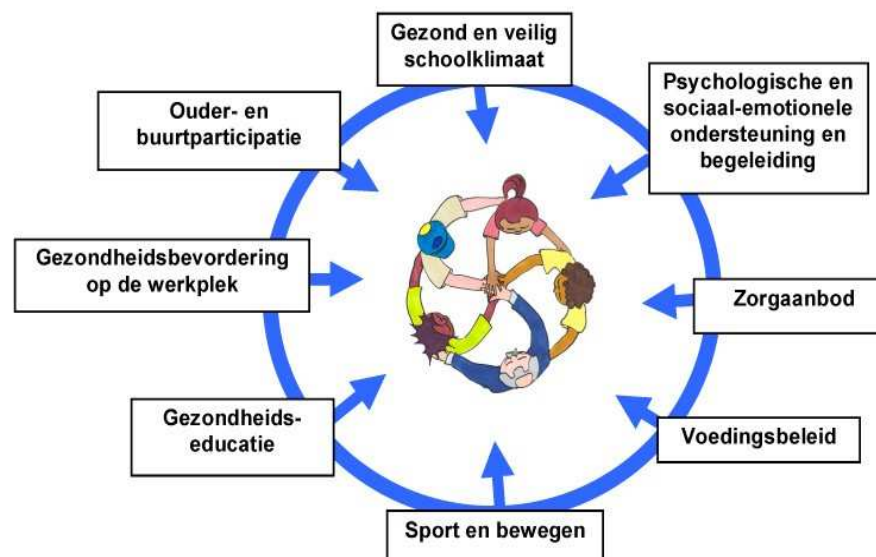 Gezond en veilig
schoolklimaat
Psychologische en
sociaal-emotionele
ondersteuning en
begeleiding
Ouder- en
buurtparticipatie
Gezondheidsbevordering
op de werkplek
Zorgaanbod
Gezondheids-
educatie
Voedingsbeleid
Sport en bewegen